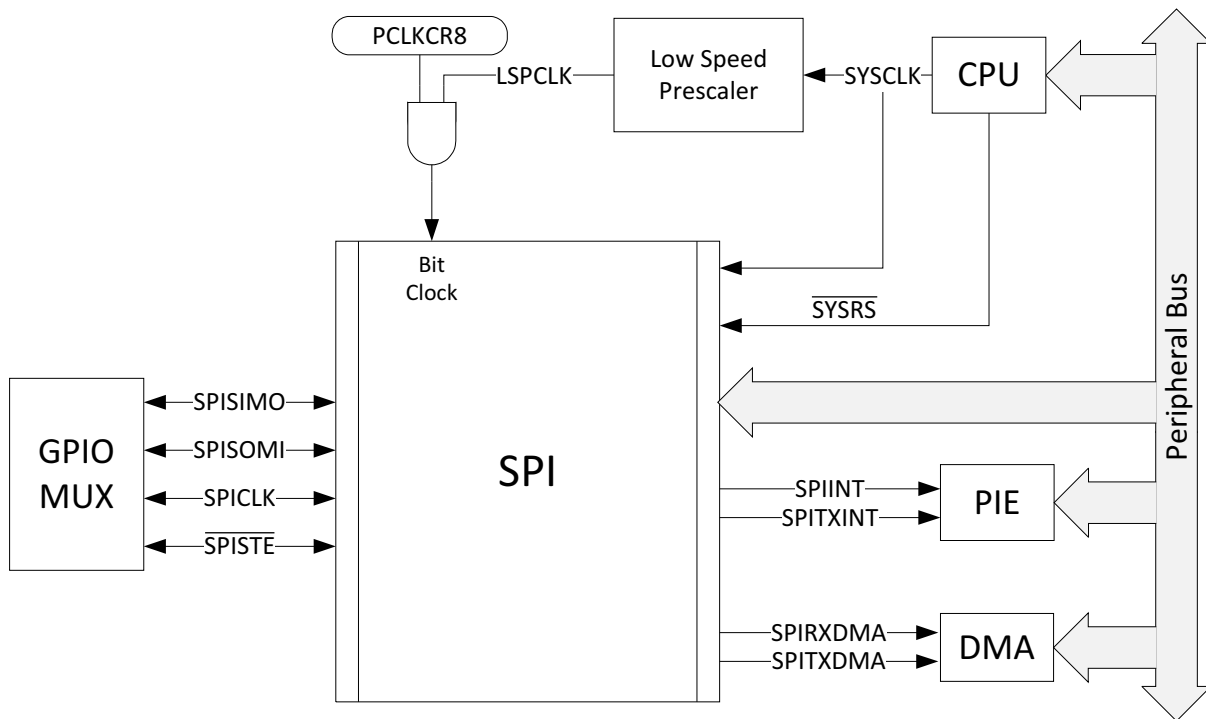 PCLKCR8
LSPCLK
Low Speed
Prescaler
SYSCLK
CPU
Bit
Clock
SYSRS
Peripheral Bus
GPIO
MUX
SPISIMO
SPISOMI
SPICLK
SPISTE
SPI
SPIINT
SPITXINT
PIE
SPIRXDMA
SPITXDMA
DMA